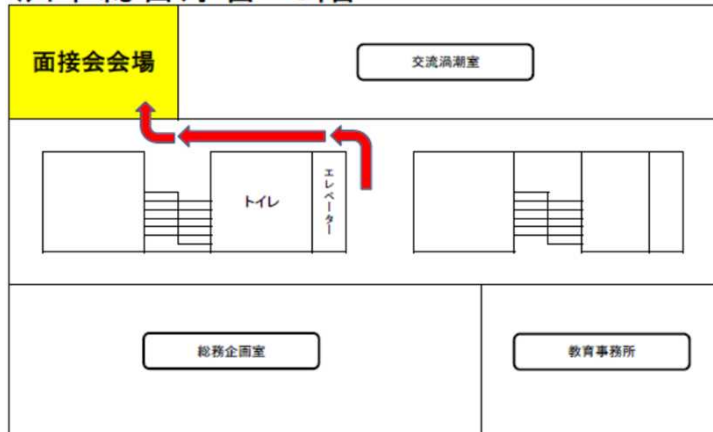 面接会会場
交流渦潮室
トイレ
エレベーター
総務企画室
教育事務所